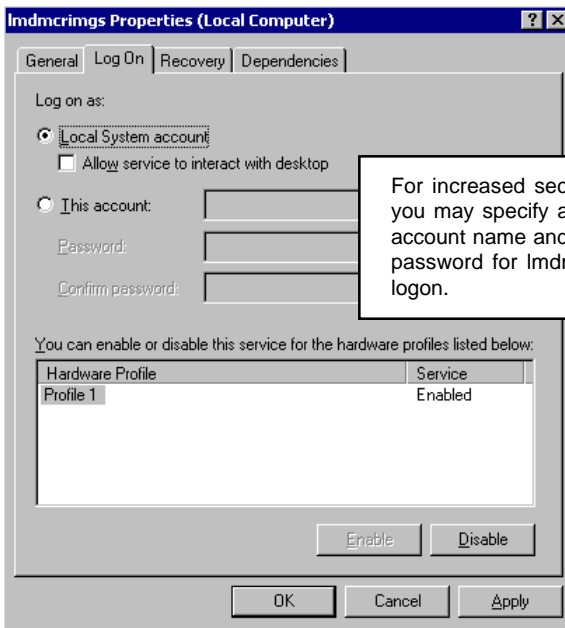 lmdmcrimgs Properties (Local Computer)
General Log On Recovery Dependencies
Log on as:
Local System account
Allow service to interact with desktop
This account:
Password:
Confirm password:
For increased sec
you may specify a
account name and
password for lmdr
logon.
You can enable or disable this service for the hardware profiles listed below:
Hardware Profile Service
Profile 1 Enabled
Enable Disable
OK Cancel Apply